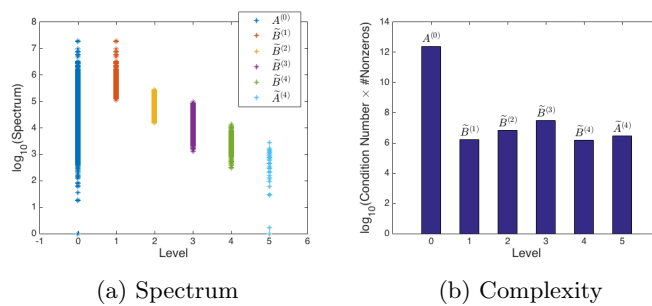 8
7
6
5
4
3
2
1
0
log₁₀(Spectrum)
-1 0 1 2 3 4 5 6
Level
A⁽⁰⁾
B̃⁽¹⁾
B̃⁽²⁾
B̃⁽³⁾
B̃⁽⁴⁾
Ã⁽⁴⁾
(a) Spectrum
14
12
10
8
6
4
2
0
log₁₀(Condition Number × #Nonzeros)
A⁽⁰⁾
B̃⁽¹⁾
B̃⁽²⁾
B̃⁽³⁾
B̃⁽⁴⁾
Ã⁽⁴⁾
0 1 2 3 4 5
Level
(b) Complexity